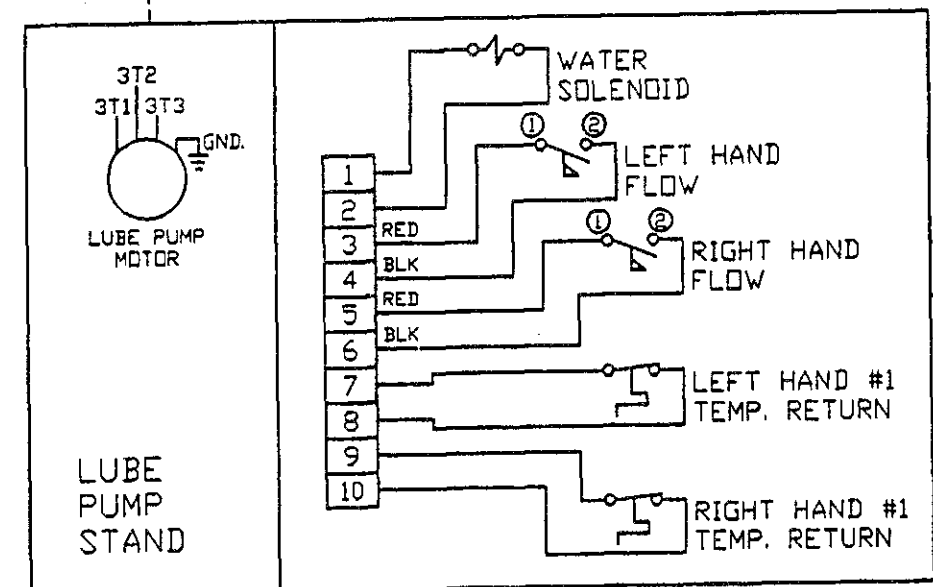 3T2
3T1 3T3
GND.
LUBE PUMP
MOTOR
LUBE
PUMP
STAND
WATER
SOLENOID
① ②
LEFT HAND
FLOW
① ②
RIGHT HAND
FLOW
1
2
RED
3
BLK
4
RED
5
BLK
6
7
8
9
10
LEFT HAND #1
TEMP. RETURN
RIGHT HAND #1
TEMP. RETURN